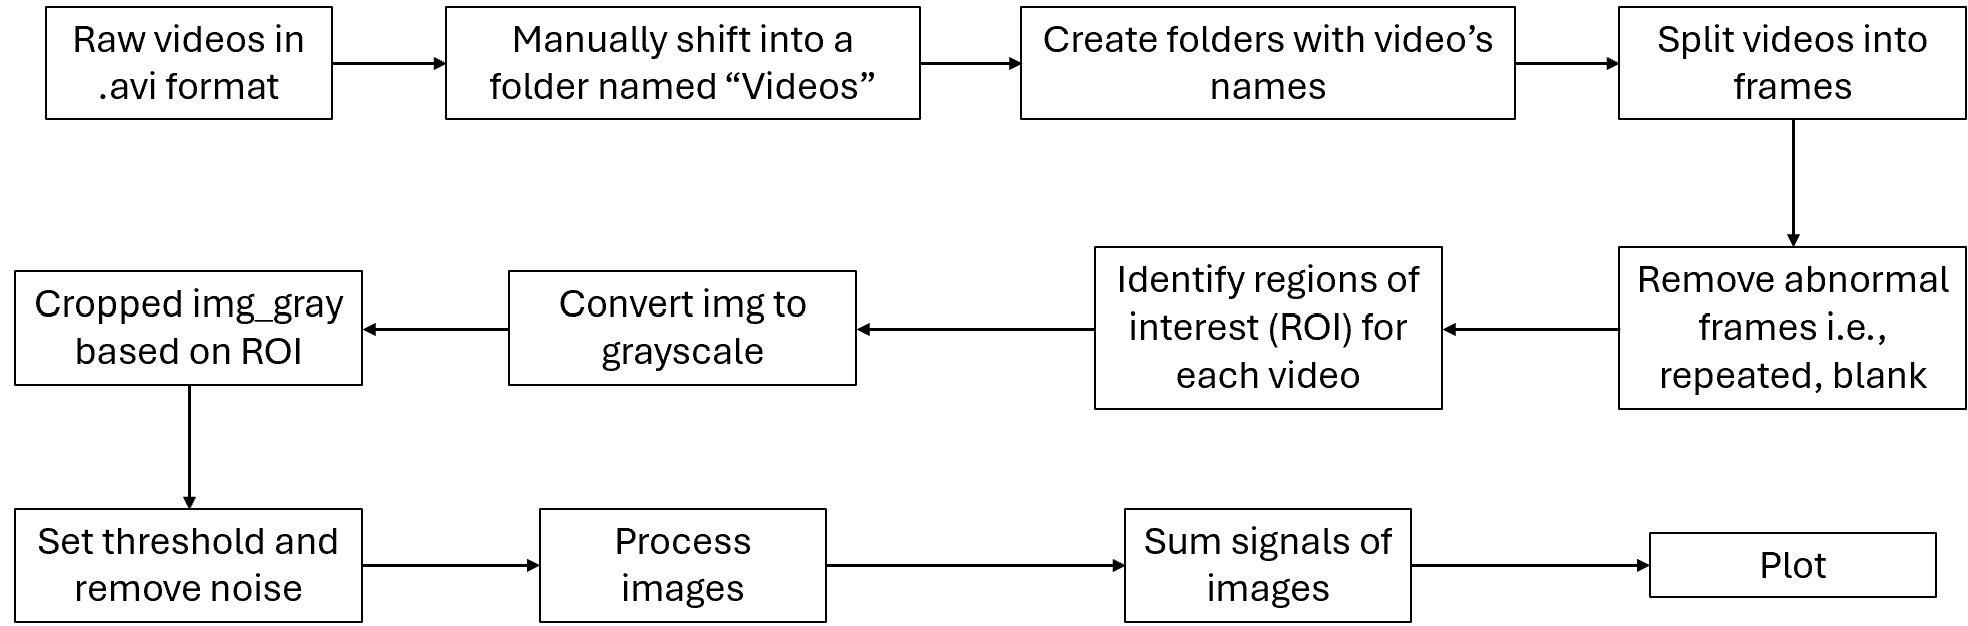 Raw videos in
.avi format
Manually shift into a
folder named “Videos”
Create folders with video’s
names
Split videos into
frames
Remove abnormal
frames i.e.,
repeated, blank
Identify regions of
interest (ROI) for
each video
Convert img to
grayscale
Cropped img_gray
based on ROI
Set threshold and
remove noise
Process
images
Sum signals of
images
Plot